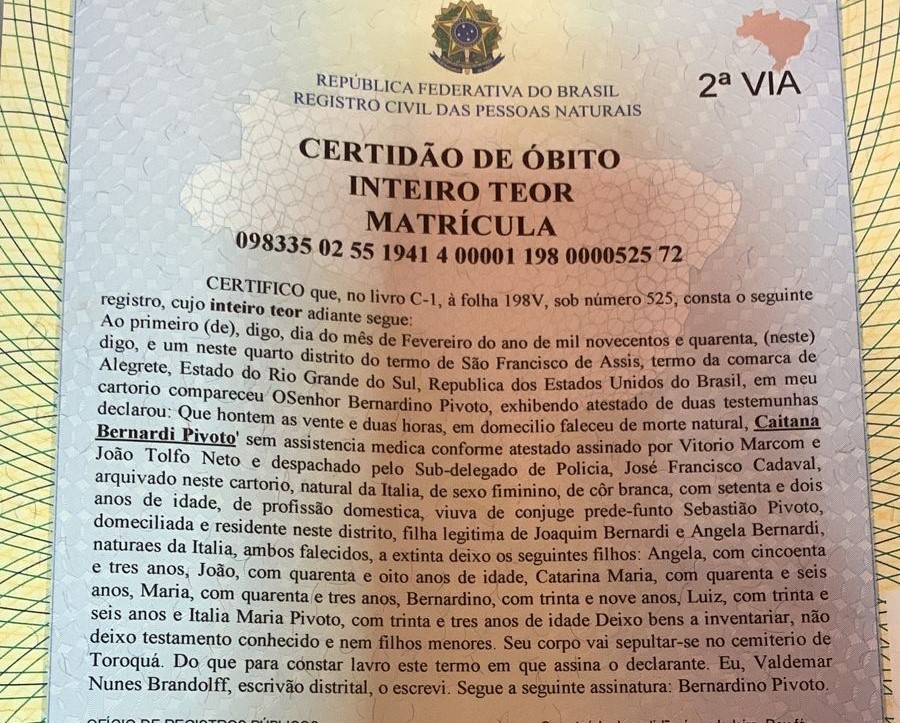 2ª VIA
REPÚBLICA FEDERATIVA DO BRASIL
REGISTRO CIVIL DAS PESSOAS NATURAIS
CERTIDÃO DE ÓBITO
INTEIRO TEOR
MATRÍCULA
098335 02 55 1941 4 00001 198 0000525 72
CERTIFICO que, no livro C-1, à folha 198V, sob número 525, consta o seguinte
registro, cujo inteiro teor adiante segue:
Ao primeiro (de), digo, dia do mês de Fevereiro do ano de mil novecentos e quarenta, (neste)
digo, e um neste quarto distrito do termo de São Francisco de Assis, termo da comarca de
Alegrete, Estado do Rio Grande do Sul, Republica dos Estados Unidos do Brasil, em meu
cartorio compareceu OSenhor Bernardino Pivoto, exhibendo atestado de duas testemunhas
declarou: Que hontem as vente e duas horas, em domecilio faleceu de morte natural, Caitana
Bernardi Pivoto' sem assistencia medica conforme atestado assinado por Vitorio Marcom e
João Tolfo Neto e despachado pelo Sub-delegado de Policia, José Francisco Cadaval,
arquivado neste cartorio, natural da Italia, de sexo fiminino, de côr branca, com setenta e dois
anos de idade, de profissão domestica, viuva de conjuge prede-funto Sebastião Pivoto,
domeciliada e residente neste distrito, filha legitima de Joaquim Bernardi e Angela Bernardi,
naturaes da Italia, ambos falecidos, a extinta deixo os seguintes filhos: Angela, com cincoenta
e tres anos, João, com quarenta e oito anos de idade, Catarina Maria, com quarenta e seis
anos, Maria, com quarenta e tres anos, Bernardino, com trinta e nove anos, Luiz, com trinta e
seis anos e Italia Maria Pivoto, com trinta e tres anos de idade Deixo bens a inventariar, não
deixo testamento conhecido e nem filhos menores. Seu corpo vai sepultar-se no cemiterio de
Toroquá. Do que para constar lavro este termo em que assina o declarante. Eu, Valdemar
Nunes Brandolff, escrivão distrital, o escrevi. Segue a seguinte assinatura: Bernardino Pivoto.